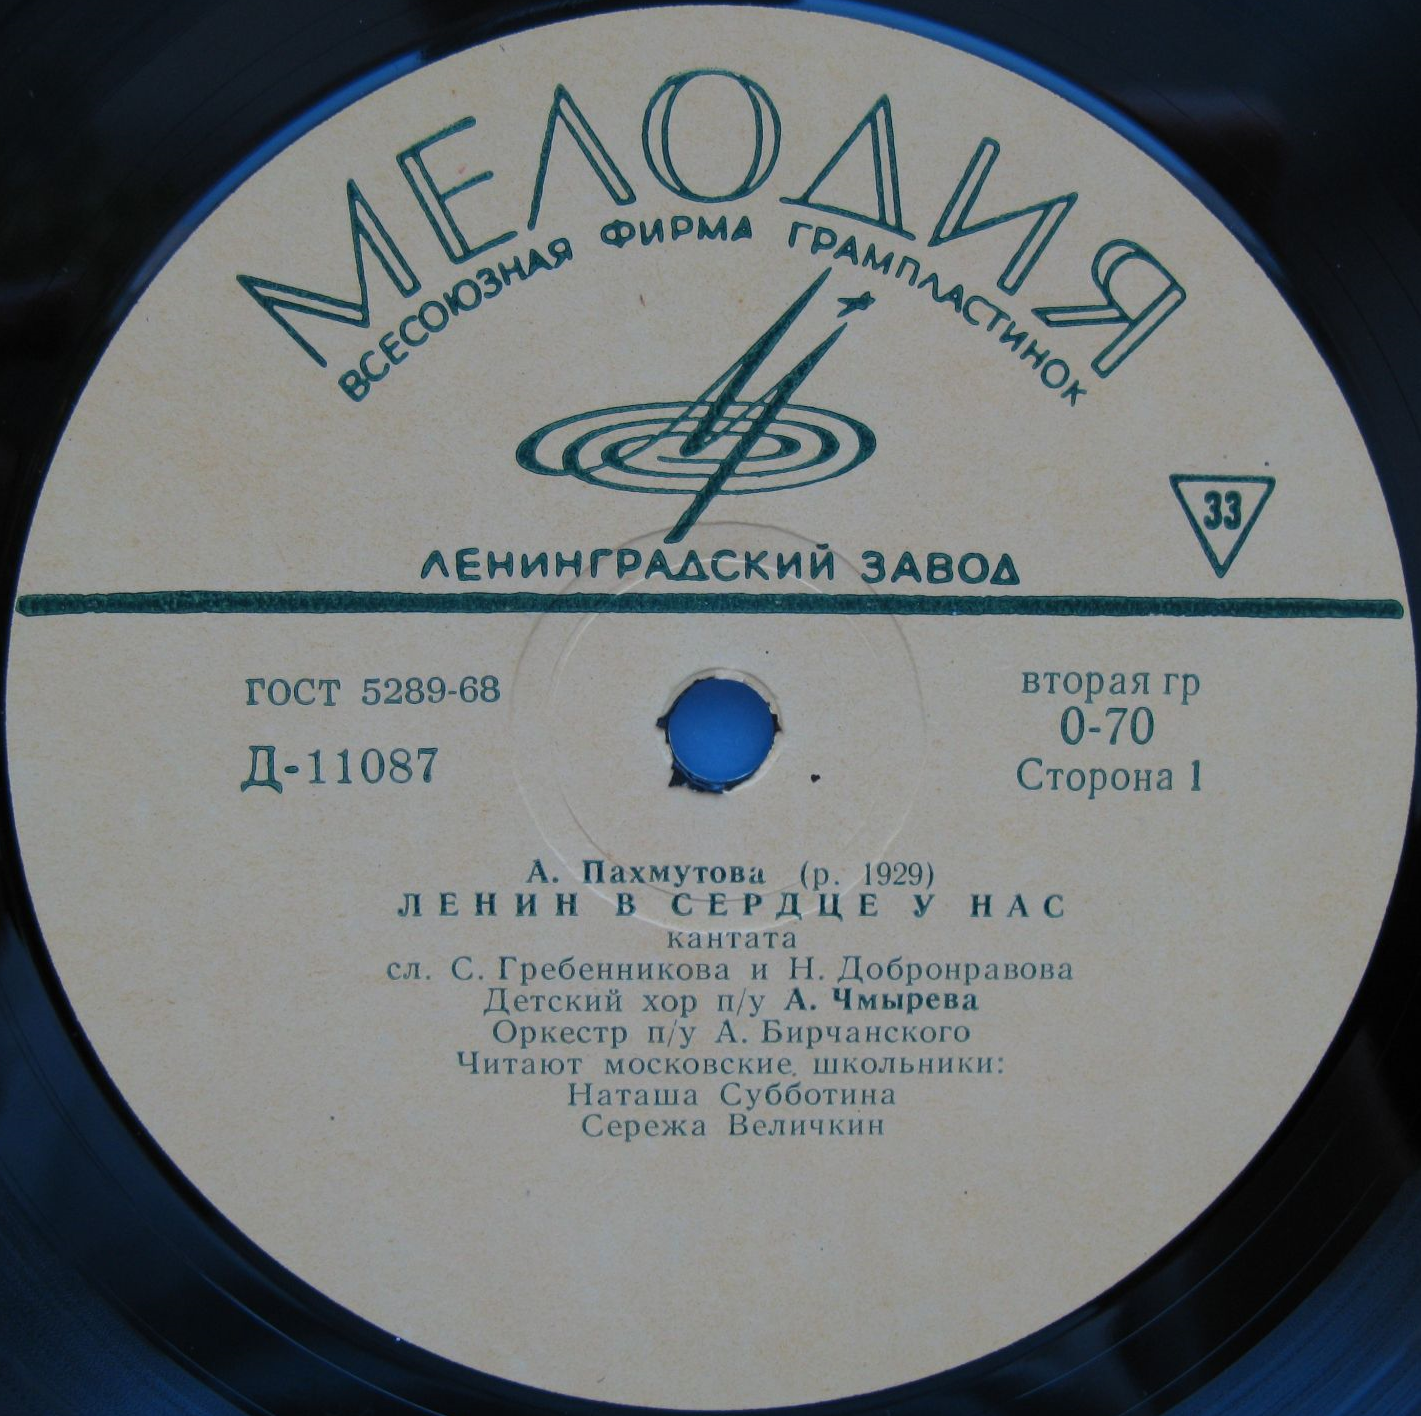 МЕЛОДИЯ
ВСЕСОЮЗНАЯ ФИРМА ГРАМПЛАСТИНОК
33
ЛЕНИНГРАДСКИЙ ЗАВОД
ГОСТ 5289-68
Д-11087
вторая гр
0-70
Сторона 1
А. Пахмутова (р. 1929)
ЛЕНИН В СЕРДЦЕ У НАС
кантата
сл. С. Гребенникова и Н. Добронравова
Детский хор п/у А. Чмырева
Оркестр п/у А. Бирчанского
Читают московские школьники:
Наташа Субботина
Сережа Величкин